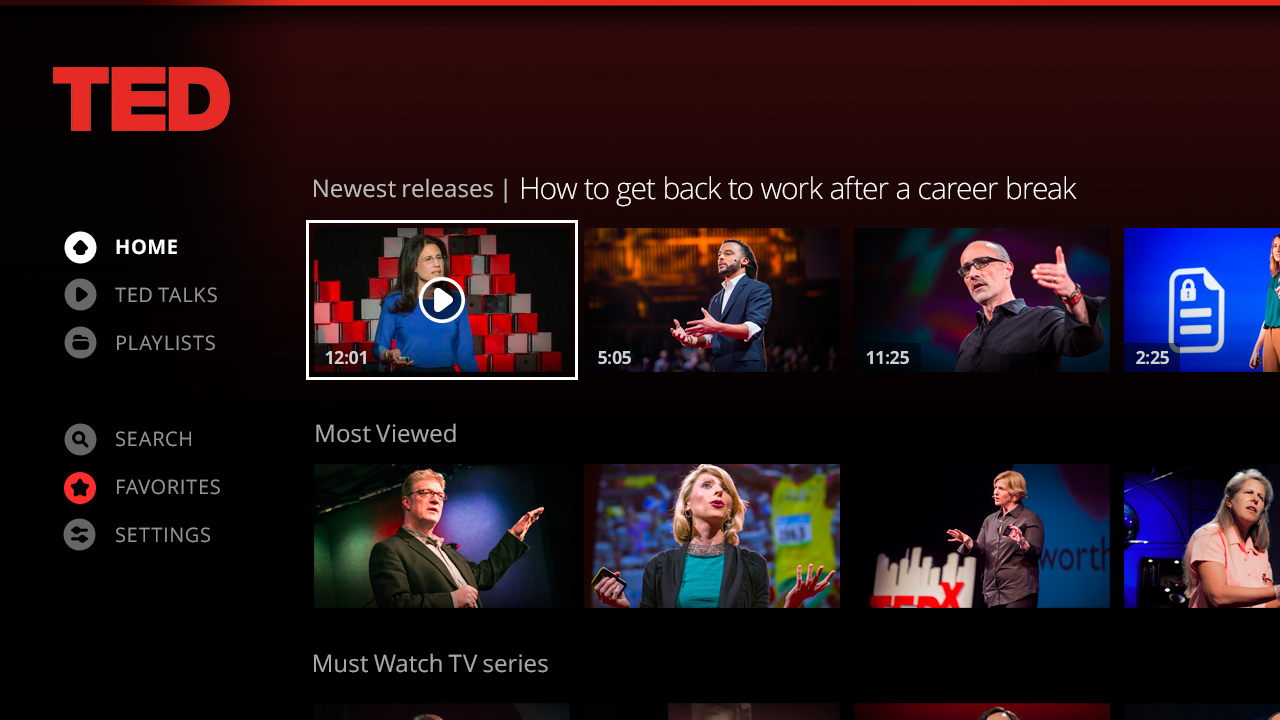 TED
Newest releases | How to get back to work after a career break
HOME
TED TALKS
PLAYLISTS
SEARCH
FAVORITES
SETTINGS
12:01
5:05
11:25
2:25
Most Viewed
worth
TEDx
Must Watch TV series